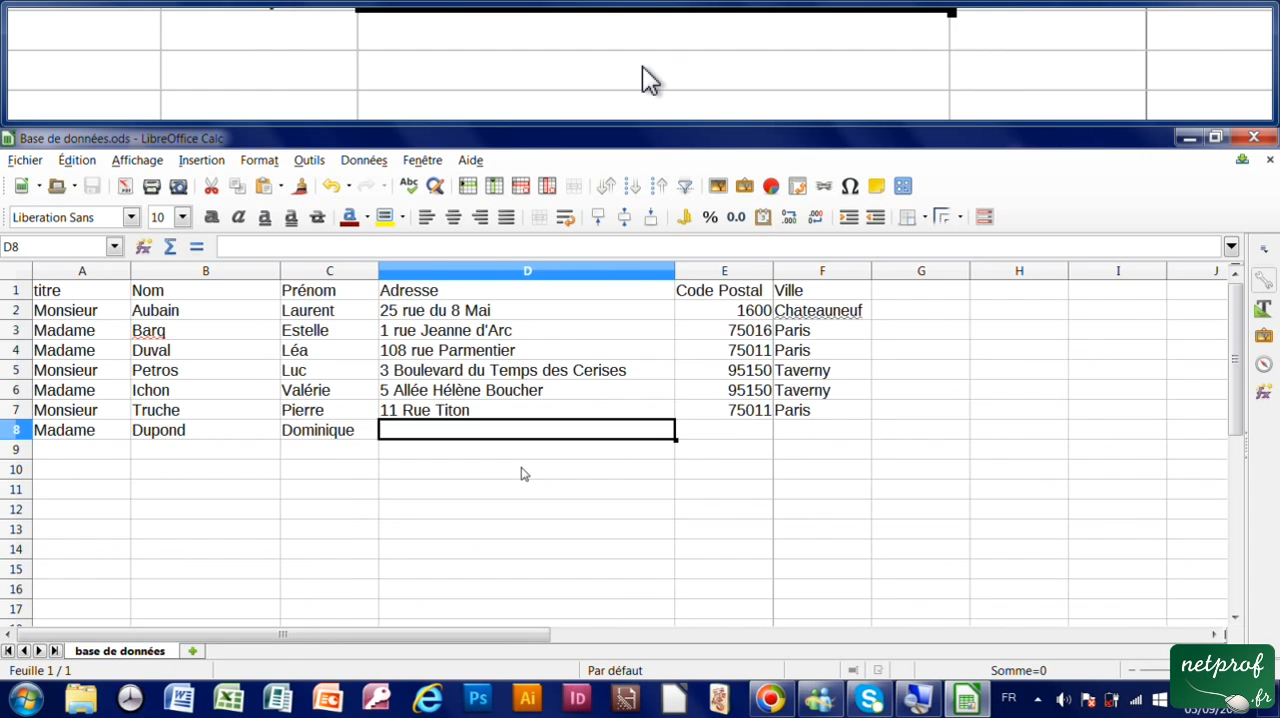 Base de données.ods - LibreOffice Calc
Fichier Édition Affichage Insertion Format Outils Données Fenêtre Aide
Liberation Sans 10
D8
A B C D E F G H I J
1 titre Nom Prénom Adresse Code Postal Ville
2 Monsieur Aubain Laurent 25 rue du 8 Mai 1600 Chateauneuf
3 Madame Barq Estelle 1 rue Jeanne d'Arc 75016 Paris
4 Madame Duval Léa 108 rue Parmentier 75011 Paris
5 Monsieur Petros Luc 3 Boulevard du Temps des Cerises 95150 Taverny
6 Madame Ichon Valérie 5 Allée Hélène Boucher 95150 Taverny
7 Monsieur Truche Pierre 11 Rue Titon 75011 Paris
8 Madame Dupond Dominique
9
10
11
12
13
14
15
16
17
base de données
Feuille 1 / 1 Par défaut Somme=0
Ps Ai ID FR
netprof
.fr